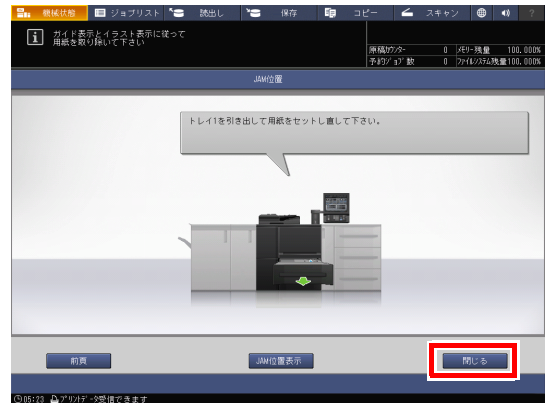 機械状態 ジョブリスト 読出し 保存 コピー スキャン ?
i ガイド表示とイラスト表示に従って
用紙を取り除いて下さい
原稿カウンター 0 メモリー残量 100.000%
予約ジョブ数 0 ファイルシステム残量100.000%
JAM位置
トレイ1を引き出して用紙をセットし直して下さい。
前頁 JAM位置表示 閉じる
05:23 プリントデータ受信できます